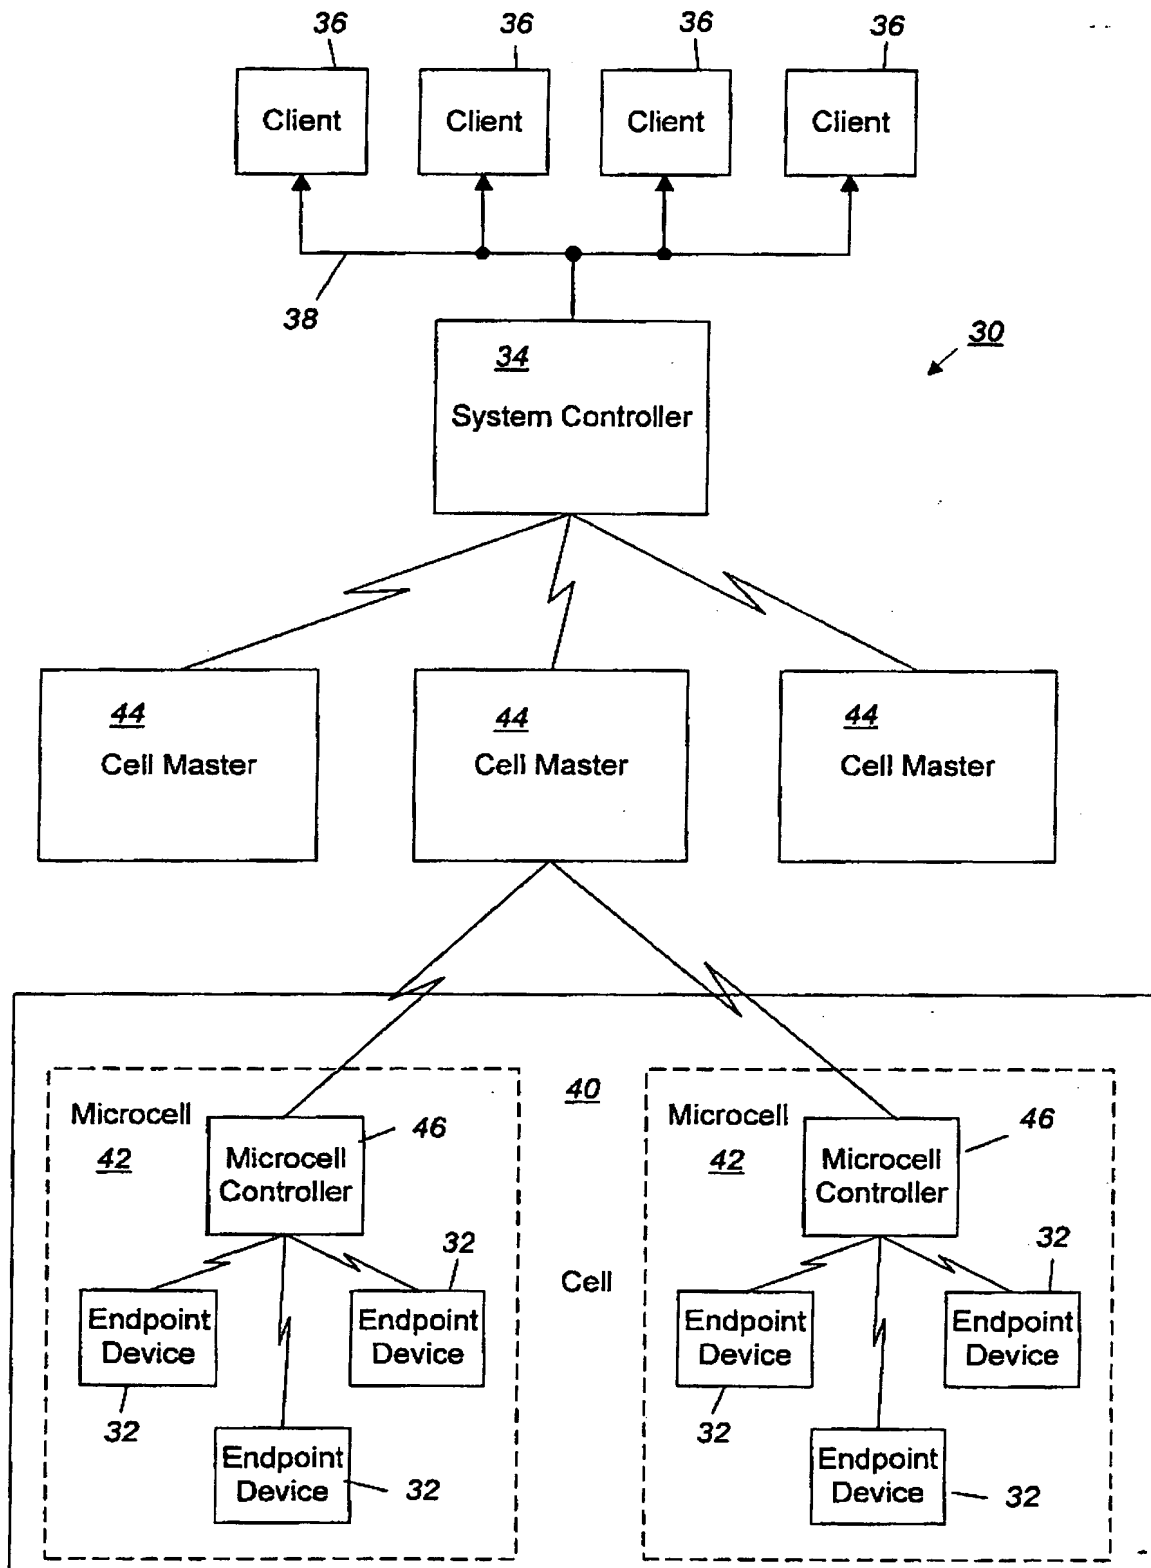 36 36 36 36
Client Client Client Client
38
34
System Controller
30
44
Cell Master
44
Cell Master
44
Cell Master
40
Cell
Microcell
42
46
Microcell
Controller
32
Endpoint
Device
32
Endpoint
Device
Endpoint
Device
32
Microcell
42
46
Microcell
Controller
32
Endpoint
Device
32
Endpoint
Device
Endpoint
Device
32